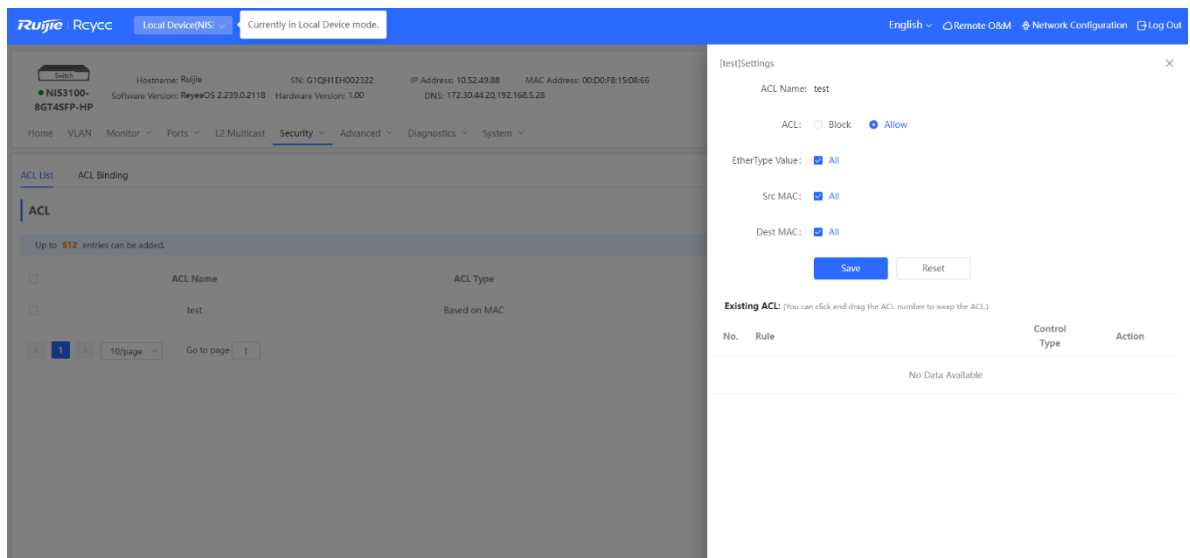 Ruijie Rcycc Local Device(NIS: Currently in Local Device mode. English Remote O&M Network Configuration Log Out
Switch
NIS3100-8GT4SFP-HP
Hostname: Ruijie SN: G1QH1EH002322 IP Address: 10.52.49.88 MAC Address: 00:D0:F8:15:08:66
Software Version: ReyeeOS 2.239.0.2118 Hardware Version: 1.00 DNS: 172.30.44.20,192.168.5.28
Home VLAN Monitor Ports L2 Multicast Security Advanced Diagnostics System
ACL List ACL Binding
ACL
Up to 512 entries can be added.
ACL Name ACL Type
test Based on MAC
1 10/page Go to page 1
[test]Settings
ACL Name: test
ACL: Block Allow
EtherType Value: All
Src MAC: All
Dest MAC: All
Save Reset
Existing ACL: (You can click and drag the ACL number to swap the ACL.)
No. Rule Control Type Action
No Data Available